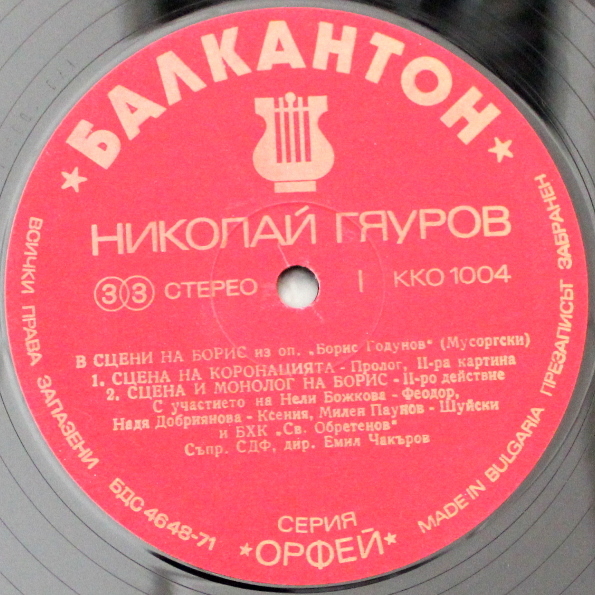 БАЛКАНТОН
НИКОЛАЙ ГЯУРОВ
33 СТЕРЕО I ККО 1004
В СЦЕНИ НА БОРИС из оп. „Борис Годунов" (Мусоргски)
1. СЦЕНА НА КОРОНАЦИЯТА - Пролог, II-ра картина
2. СЦЕНА И МОНОЛОГ НА БОРИС - II-ро действие
С участието на Нели Божкова - Феодор,
Надя Добриянова - Ксения, Милен Паунов - Шуйски
и БХК „Св. Обретенов"
Съпр. СДФ, дир. Емил Чакъров
СЕРИЯ
ОРФЕЙ
ВСИЧКИ ПРАВА ЗАПАЗЕНИ БДС 4648-71
MADE IN BULGARIA ПРЕЗАПИСЪТ ЗАБРАНЕН